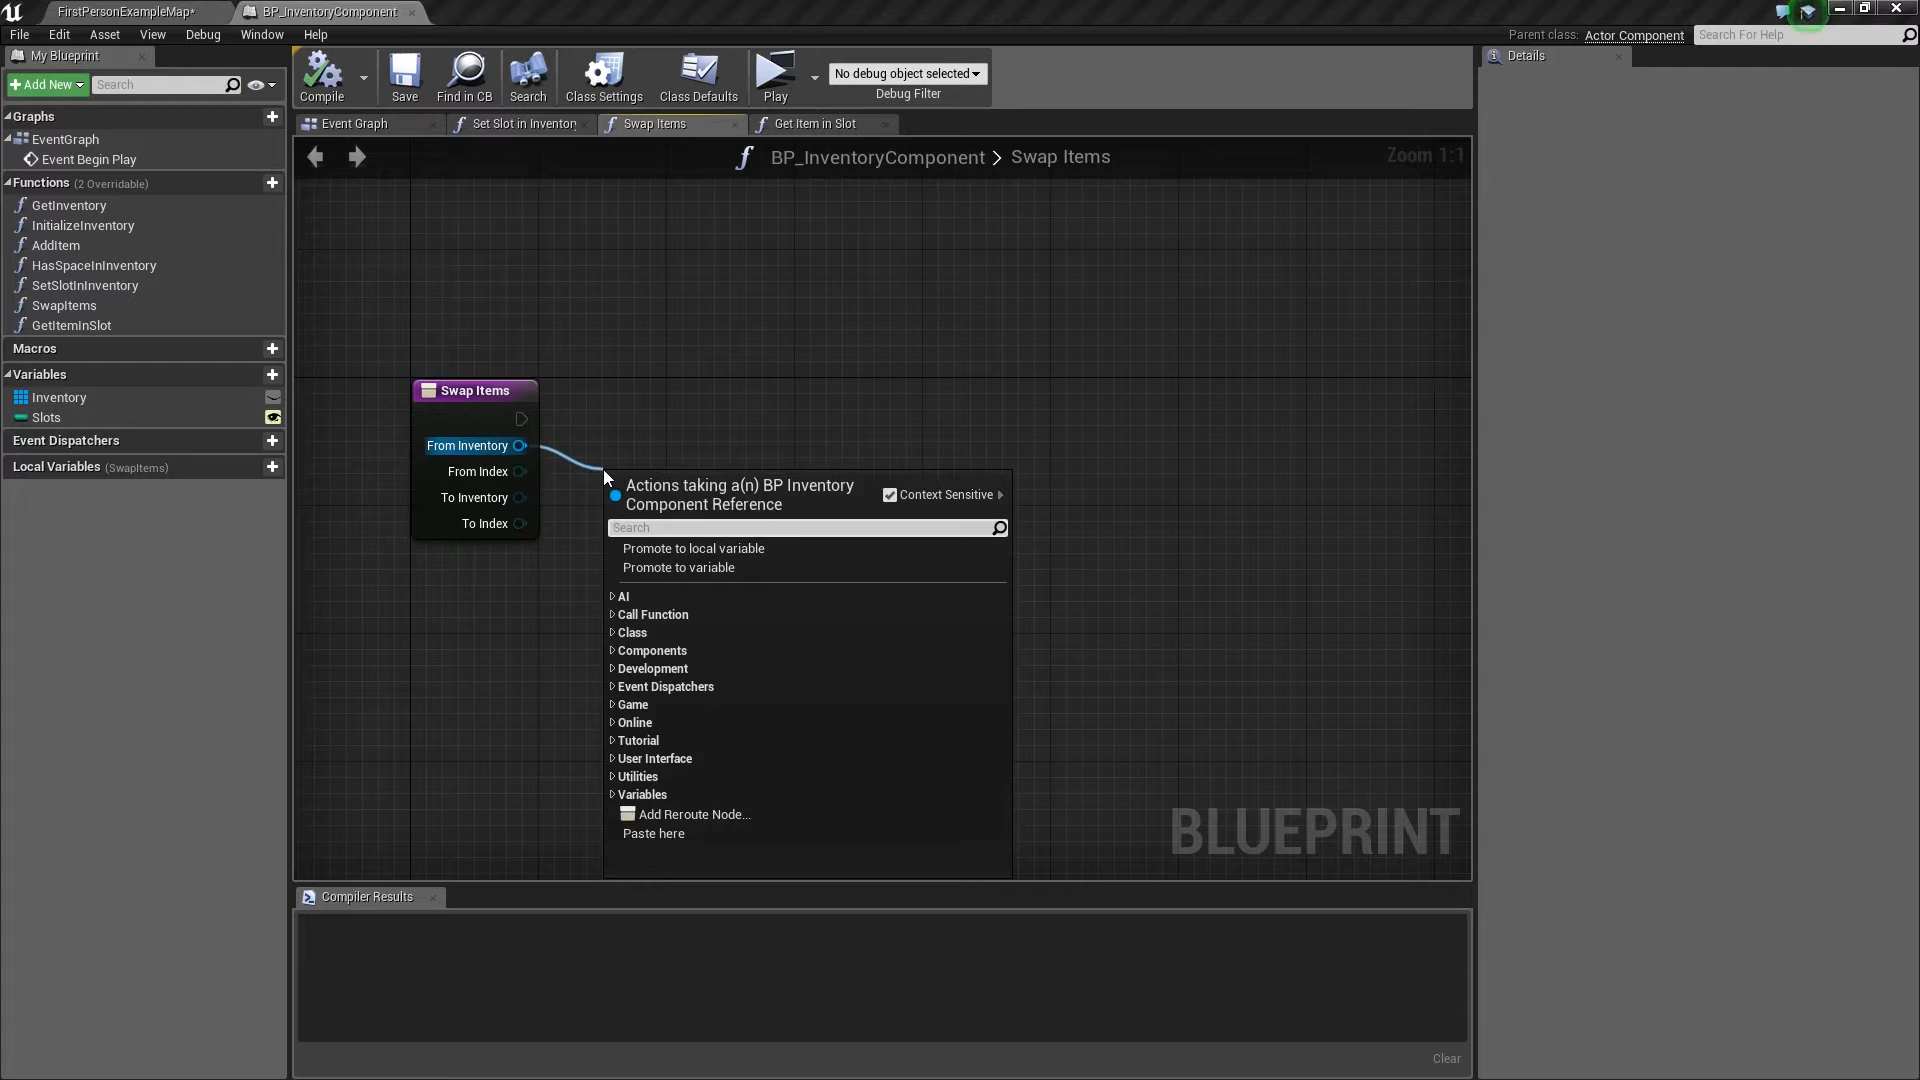 FirstPersonExampleMap*
BP_InventoryComponent
File Edit Asset View Debug Window Help
Parent class: Actor Component
Search For Help
My Blueprint
Details
Add New
Search
Compile
Save
Find in CB
Search
Class Settings
Class Defaults
Play
No debug object selected
Debug Filter
Graphs
EventGraph
Event Begin Play
Functions (2 Overridable)
GetInventory
InitializeInventory
AddItem
HasSpaceInInventory
SetSlotInInventory
SwapItems
GetItemInSlot
Macros
Variables
Inventory
Slots
Event Dispatchers
Local Variables (SwapItems)
Event Graph
Set Slot in Inventory
Swap Items
Get Item in Slot
BP_InventoryComponent > Swap Items
Zoom 1:1
Swap Items
From Inventory
From Index
To Inventory
To Index
Actions taking a(n) BP Inventory
Component Reference
Context Sensitive
Search
Promote to local variable
Promote to variable
AI
Call Function
Class
Components
Development
Event Dispatchers
Game
Online
Tutorial
User Interface
Utilities
Variables
Add Reroute Node...
Paste here
BLUEPRINT
Compiler Results
Clear